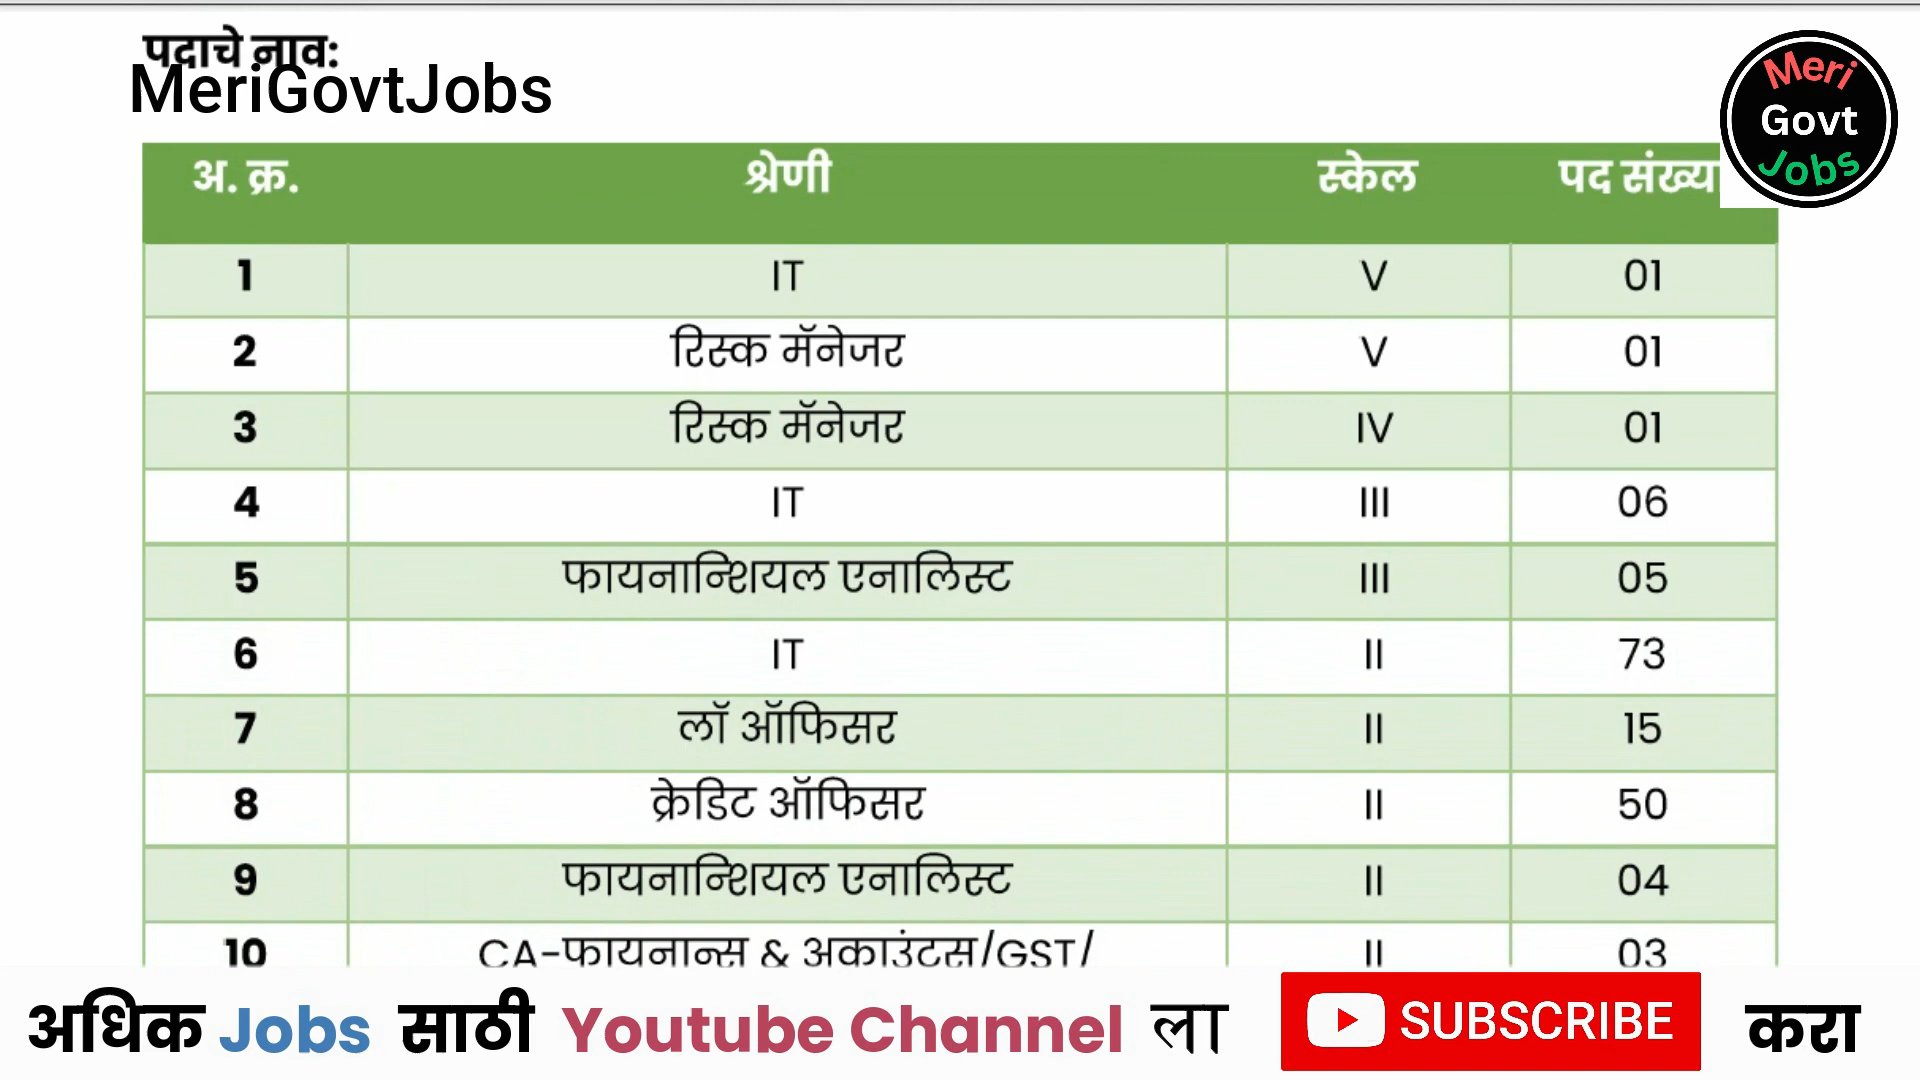 पदाचे नाव:
MeriGovtJobs
Meri
Govt
Jobs
अ. क्र. श्रेणी स्केल पद संख्या
1 IT V 01
2 रिस्क मॅनेजर V 01
3 रिस्क मॅनेजर IV 01
4 IT III 06
5 फायनान्शियल एनालिस्ट III 05
6 IT II 73
7 लॉ ऑफिसर II 15
8 क्रेडिट ऑफिसर II 50
9 फायनान्शियल एनालिस्ट II 04
10 CA-फायनान्स & अकाउंटस/GST/ II 03
अधिक Jobs साठी Youtube Channel ला SUBSCRIBE करा